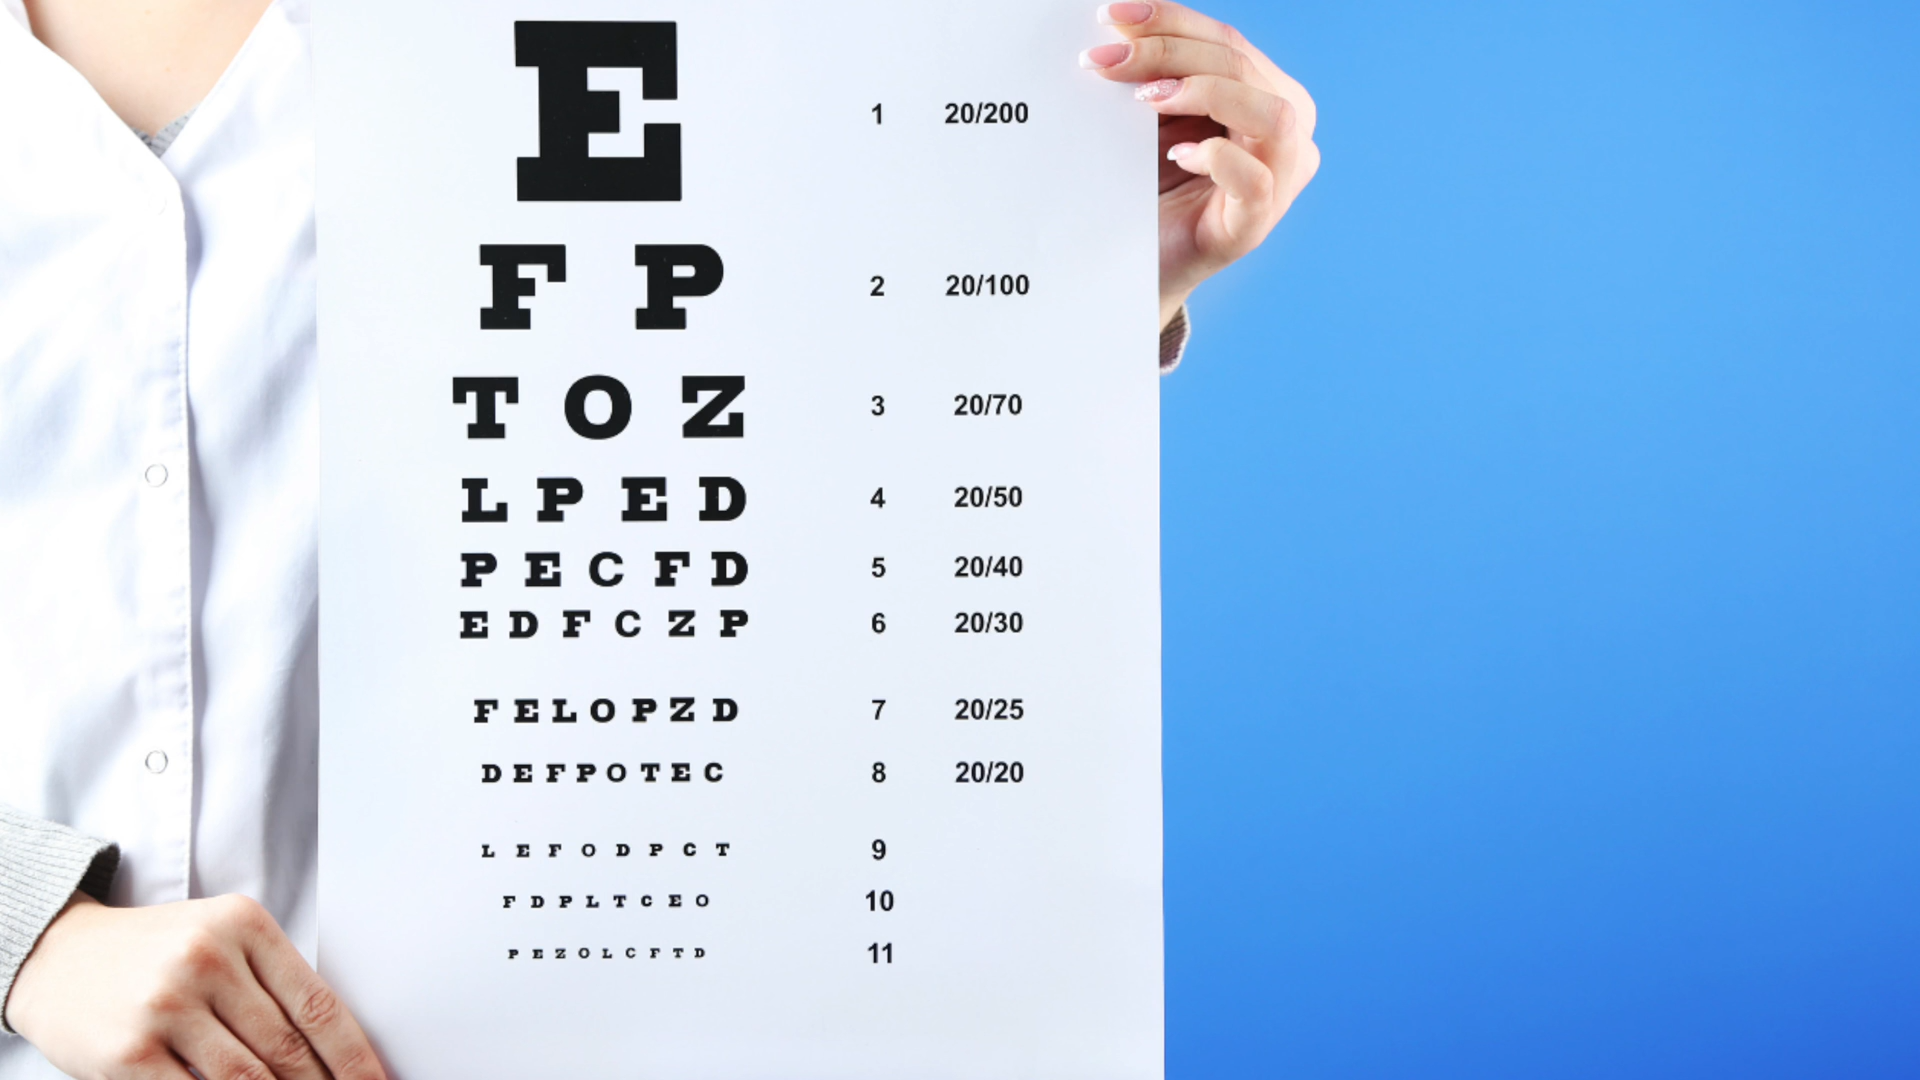 E 1 20/200
F P 2 20/100
T O Z 3 20/70
L P E D 4 20/50
P E C F D 5 20/40
E D F C Z P 6 20/30
F E L O P Z D 7 20/25
D E F P O T E C 8 20/20
L E F O D P C T 9
F D P L T C E O 10
P E Z O L C F T D 11